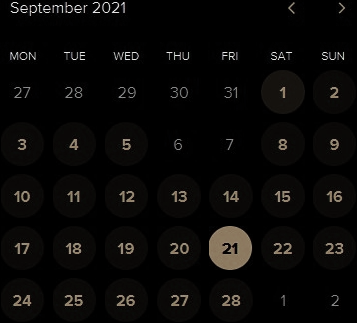 September 2021
MON TUE WED THU FRI SAT SUN
27 28 29 30 31 1 2
3 4 5 6 7 8 9
10 11 12 13 14 15 16
17 18 19 20 21 22 23
24 25 26 27 28 1 2